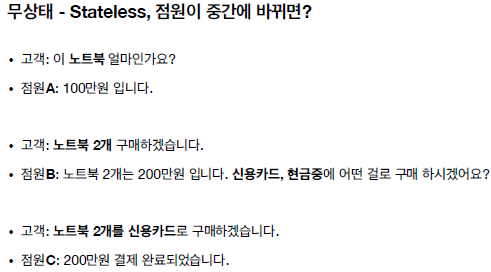 무상태 - Stateless, 점원이 중간에 바뀌면?
• 고객: 이 노트북 얼마인가요?
• 점원A: 100만원 입니다.
• 고객: 노트북 2개 구매하겠습니다.
• 점원B: 노트북 2개는 200만원 입니다. 신용카드, 현금중에 어떤 걸로 구매 하시겠어요?
• 고객: 노트북 2개를 신용카드로 구매하겠습니다.
• 점원C: 200만원 결제 완료되었습니다.